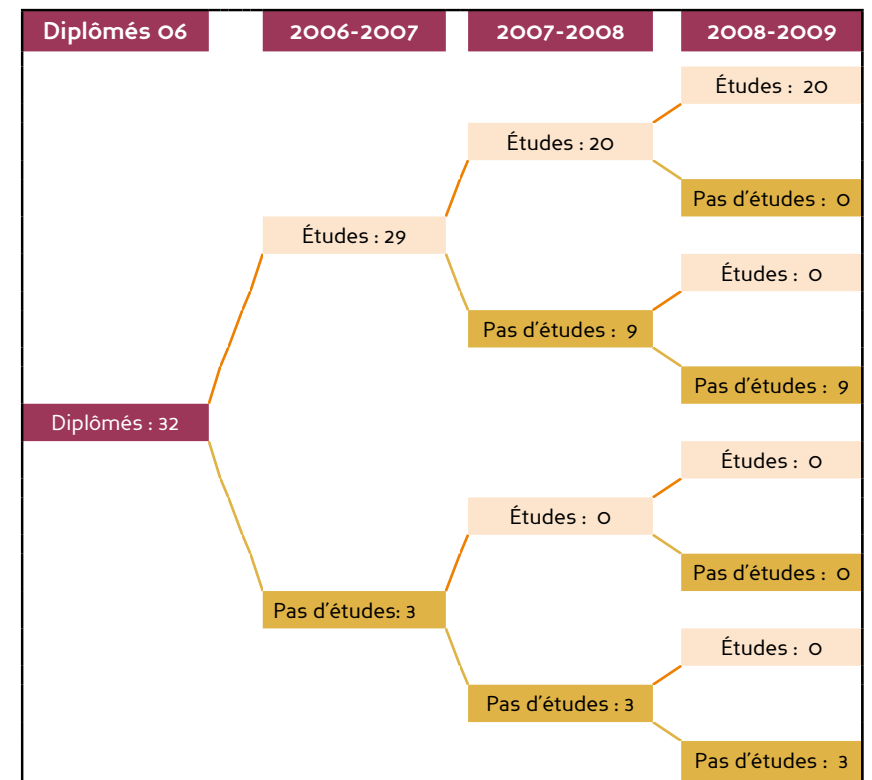 Diplômés 06 2006-2007 2007-2008 2008-2009
Études : 20
Études : 20
Pas d'études : 0
Études : 29
Études : 0
Pas d'études : 9
Pas d'études : 9
Diplômés : 32
Études : 0
Études : 0
Pas d'études : 0
Pas d'études: 3
Études : 0
Pas d'études : 3
Pas d'études : 3